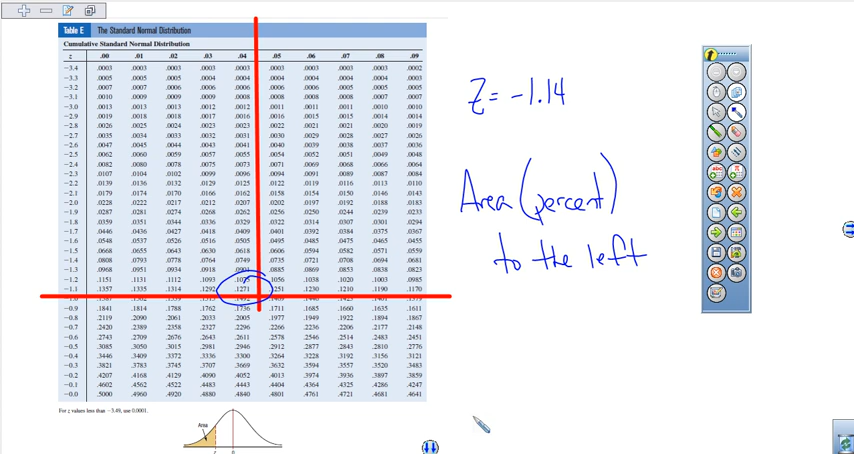 Table E The Standard Normal Distribution
Cumulative Standard Normal Distribution
z .00 .01 .02 .03 .04 .05 .06 .07 .08 .09
−3.4 .0003 .0003 .0003 .0003 .0003 .0003 .0003 .0003 .0003 .0002
−3.3 .0005 .0005 .0005 .0004 .0004 .0004 .0004 .0004 .0004 .0003
−3.2 .0007 .0007 .0006 .0006 .0006 .0006 .0006 .0005 .0005 .0005
−3.1 .0010 .0009 .0009 .0009 .0008 .0008 .0008 .0008 .0007 .0007
−3.0 .0013 .0013 .0013 .0012 .0012 .0011 .0011 .0011 .0010 .0010
−2.9 .0019 .0018 .0018 .0017 .0016 .0016 .0015 .0015 .0014 .0014
−2.8 .0026 .0025 .0024 .0023 .0023 .0022 .0021 .0021 .0020 .0019
−2.7 .0035 .0034 .0033 .0032 .0031 .0030 .0029 .0028 .0027 .0026
−2.6 .0047 .0045 .0044 .0043 .0041 .0040 .0039 .0038 .0037 .0036
−2.5 .0062 .0060 .0059 .0057 .0055 .0054 .0052 .0051 .0049 .0048
−2.4 .0082 .0080 .0078 .0075 .0073 .0071 .0069 .0068 .0066 .0064
−2.3 .0107 .0104 .0102 .0099 .0096 .0094 .0091 .0089 .0087 .0084
−2.2 .0139 .0136 .0132 .0129 .0125 .0122 .0119 .0116 .0113 .0110
−2.1 .0179 .0174 .0170 .0166 .0162 .0158 .0154 .0150 .0146 .0143
−2.0 .0228 .0222 .0217 .0212 .0207 .0202 .0197 .0192 .0188 .0183
−1.9 .0287 .0281 .0274 .0268 .0262 .0256 .0250 .0244 .0239 .0233
−1.8 .0359 .0351 .0344 .0336 .0329 .0322 .0314 .0307 .0301 .0294
−1.7 .0446 .0436 .0427 .0418 .0409 .0401 .0392 .0384 .0375 .0367
−1.6 .0548 .0537 .0526 .0516 .0505 .0495 .0485 .0475 .0465 .0455
−1.5 .0668 .0655 .0643 .0630 .0618 .0606 .0594 .0582 .0571 .0559
−1.4 .0808 .0793 .0778 .0764 .0749 .0735 .0721 .0708 .0694 .0681
−1.3 .0968 .0951 .0934 .0918 .0901 .0885 .0869 .0853 .0838 .0823
−1.2 .1151 .1131 .1112 .1093 .1075 .1056 .1038 .1020 .1003 .0985
−1.1 .1357 .1335 .1314 .1292 .1271 .1251 .1230 .1210 .1190 .1170
−0.9 .1841 .1814 .1788 .1762 .1736 .1711 .1685 .1660 .1635 .1611
−0.8 .2119 .2090 .2061 .2033 .2005 .1977 .1949 .1922 .1894 .1867
−0.7 .2420 .2389 .2358 .2327 .2296 .2266 .2236 .2206 .2177 .2148
−0.6 .2743 .2709 .2676 .2643 .2611 .2578 .2546 .2514 .2483 .2451
−0.5 .3085 .3050 .3015 .2981 .2946 .2912 .2877 .2843 .2810 .2776
−0.4 .3446 .3409 .3372 .3336 .3300 .3264 .3228 .3192 .3156 .3121
−0.3 .3821 .3783 .3745 .3707 .3669 .3632 .3594 .3557 .3520 .3483
−0.2 .4207 .4168 .4129 .4090 .4052 .4013 .3974 .3936 .3897 .3859
−0.1 .4602 .4562 .4522 .4483 .4443 .4404 .4364 .4325 .4286 .4247
−0.0 .5000 .4960 .4920 .4880 .4840 .4801 .4761 .4721 .4681 .4641
For z values less than −3.49, use 0.0001.
Area
z 0
Z = -1.14
Area (percent)
to the left
abc